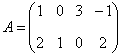 A = ( 1 0 3 −1
2 1 0 2 )